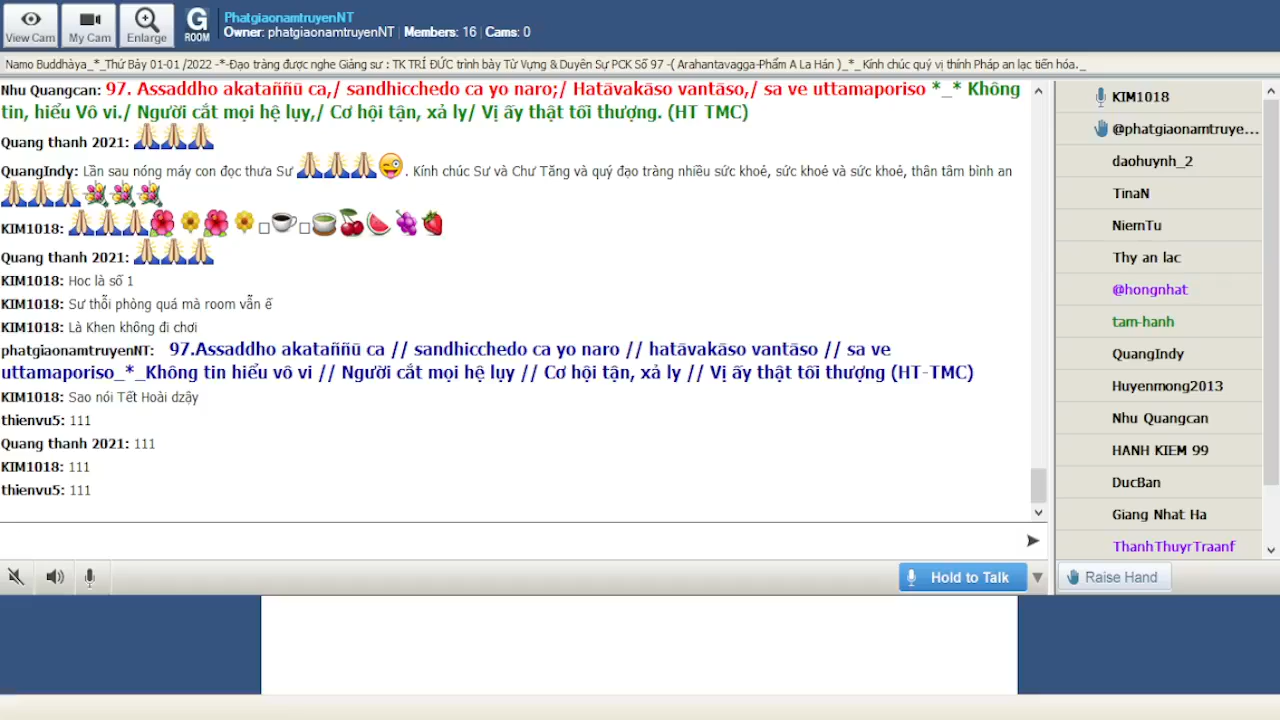 PhatgiaonamtruyenNT
Owner: phatgiaonamtruyenNT | Members: 16 | Cams: 0
View Cam
My Cam
Enlarge
G ROOM
Namo Buddhàya_*_Thứ Bảy 01-01 /2022 -*-Đạo tràng được nghe Giảng sư : TK TRÍ ĐỨC trình bày Từ Vựng & Duyên Sự PCK Số 97 -( Arahantavagga-Phẩm A La Hán )_*_ Kính chúc quý vị thính Pháp an lạc tiến hóa._
Nhu Quangcan: 97. Assaddho akataññū ca,/ sandhicchedo ca yo naro;/ Hatāvakāso vantāso,/ sa ve uttamaporiso *_* Không
tin, hiểu Vô vi./ Người cắt mọi hệ lụy,/ Cơ hội tận, xả ly/ Vị ấy thật tối thượng. (HT TMC)
Quang thanh 2021: 🙏🙏🙏
QuangIndy: Lần sau nóng máy con đọc thưa Sư 🙏🙏🙏😜. Kính chúc Sư và Chư Tăng và quý đạo tràng nhiều sức khoẻ, sức khoẻ và sức khoẻ, thân tâm bình an
🙏🙏🙏💐💐💐
KIM1018: 🙏🙏🙏🌺🌼🌺🌼□☕□🍵🍒🍉🍇🍓
Quang thanh 2021: 🙏🙏🙏
KIM1018: Hoc là số 1
KIM1018: Sư thổi phòng quá mà room vẫn ế
KIM1018: Là Khen không đi chơi
phatgiaonamtruyenNT: 97.Assaddho akataññū ca // sandhicchedo ca yo naro // hatāvakāso vantāso // sa ve
uttamaporiso_*_Không tin hiểu vô vi // Người cắt mọi hệ lụy // Cơ hội tận, xả ly // Vị ấy thật tối thượng (HT-TMC)
KIM1018: Sao nói Tết Hoài dzậy
thienvu5: 111
Quang thanh 2021: 111
KIM1018: 111
thienvu5: 111
KIM1018
@phatgiaonamtruye...
daohuynh_2
TinaN
NiemTu
Thy an lac
@hongnhat
tam-hanh
QuangIndy
Huyenmong2013
Nhu Quangcan
HANH KIEM 99
DucBan
Giang Nhat Ha
ThanhThuyrTraanf
Hold to Talk
Raise Hand